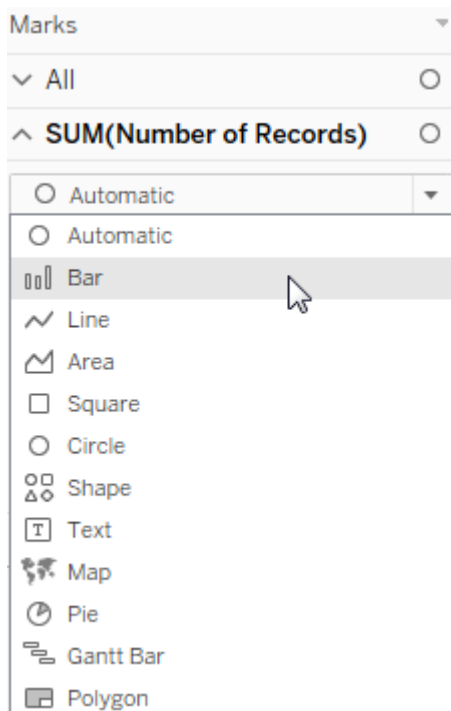 Marks
All
SUM(Number of Records)
Automatic
Automatic
Bar
Line
Area
Square
Circle
Shape
T Text
Map
Pie
Gantt Bar
Polygon